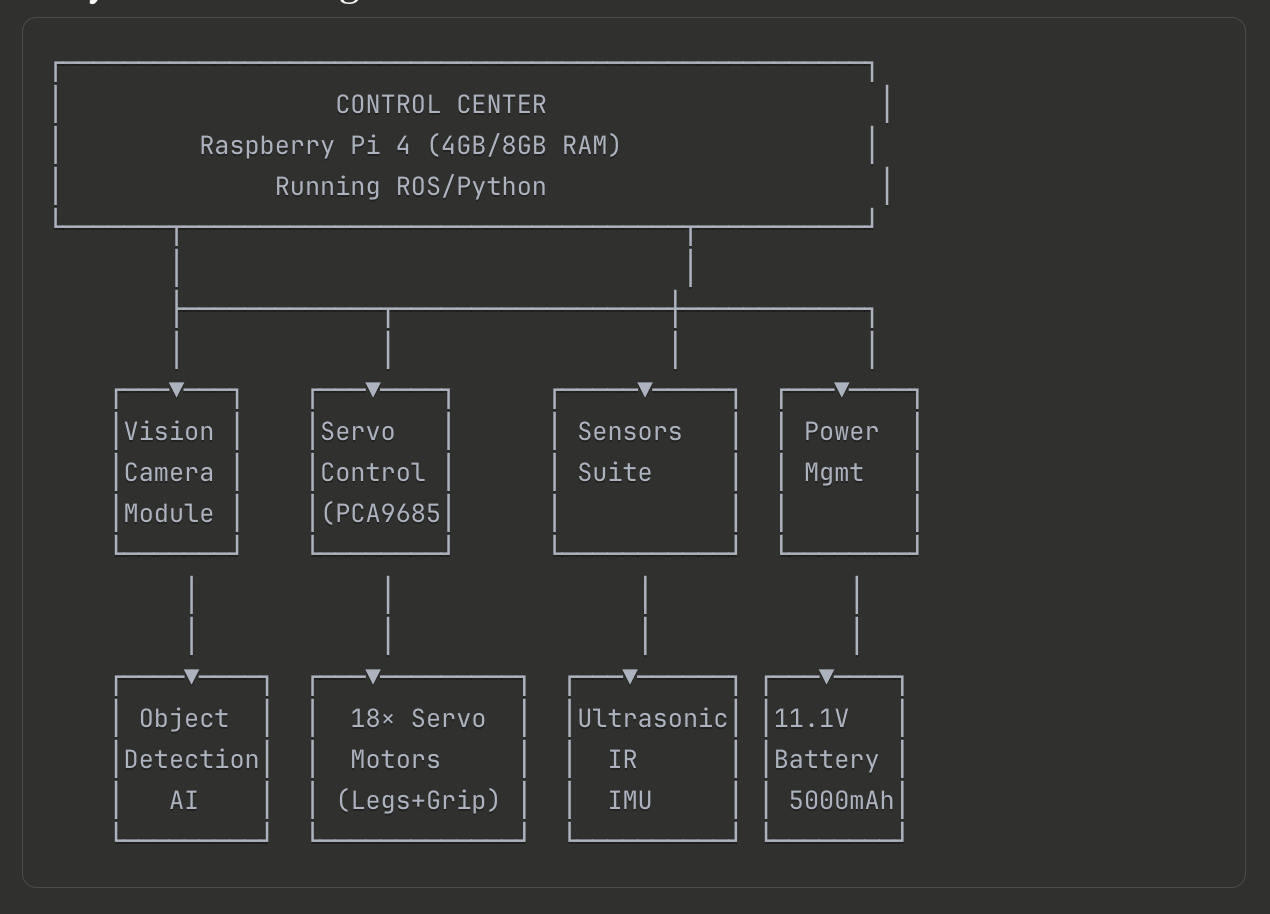 CONTROL CENTER
Raspberry Pi 4 (4GB/8GB RAM)
Running ROS/Python
Vision
Camera
Module
Servo
Control
(PCA9685
Sensors
Suite
Power
Mgmt
Object
Detection
AI
18× Servo
Motors
(Legs+Grip)
Ultrasonic
IR
IMU
11.1V
Battery
5000mAh